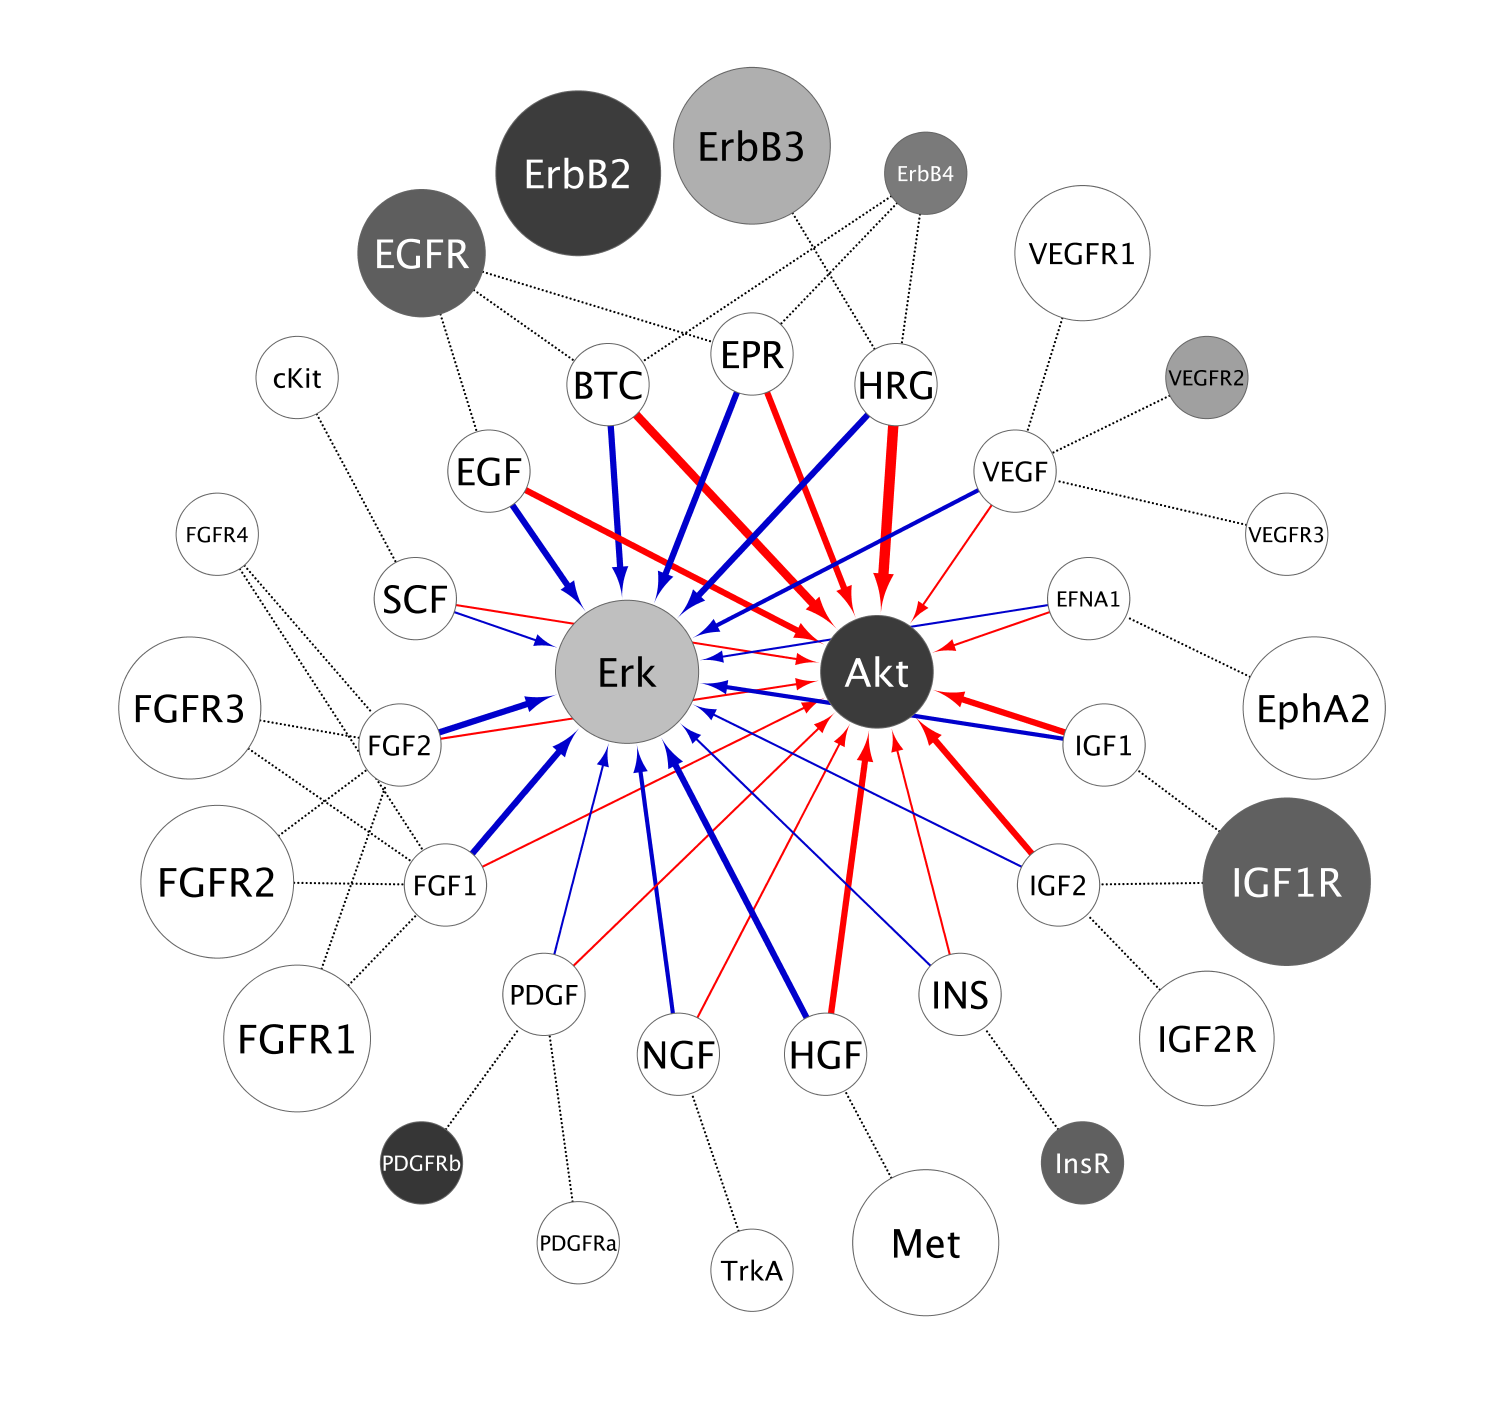 ErbB3
ErbB2
ErbB4
EGFR
VEGFR1
EPR
cKit
VEGFR2
BTC
HRG
EGF
VEGF
FGFR4
VEGFR3
SCF
EFNA1
Erk
Akt
FGFR3
EphA2
FGF2
IGF1
FGFR2
FGF1
IGF2
IGF1R
PDGF
INS
FGFR1
IGF2R
NGF
HGF
PDGFRb
InsR
PDGFRa
Met
TrkA